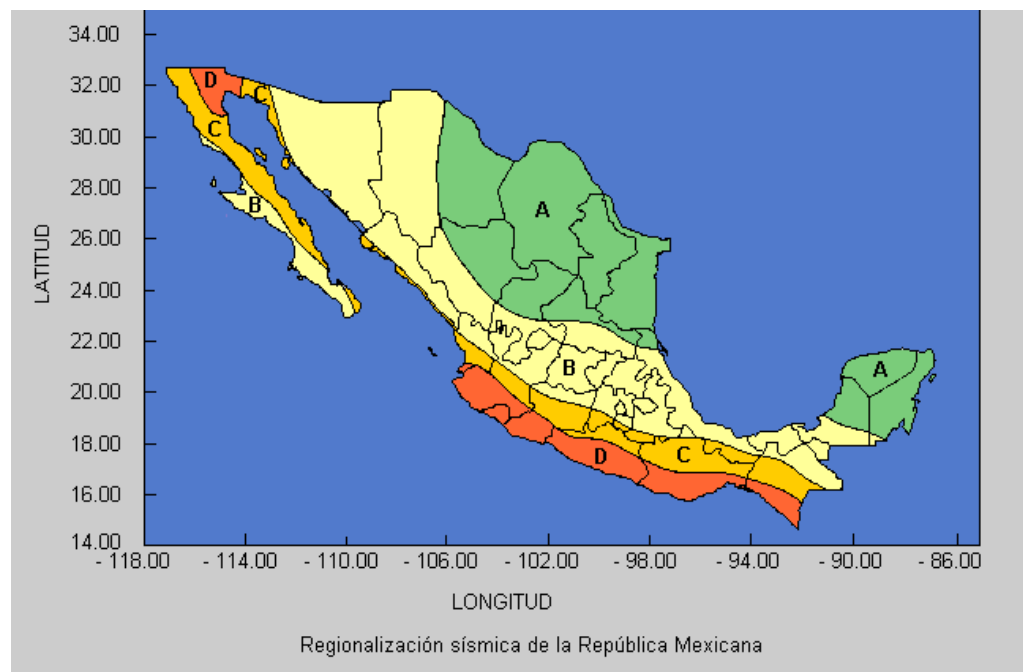 34.00
32.00
30.00
28.00
26.00
24.00
22.00
20.00
18.00
16.00
14.00
LATITUD
D
C
C
B
A
A
B
C
D
- 118.00 - 114.00 - 110.00 - 106.00 - 102.00 - 98.00 - 94.00 - 90.00 - 86.00
LONGITUD
Regionalización sísmica de la República Mexicana